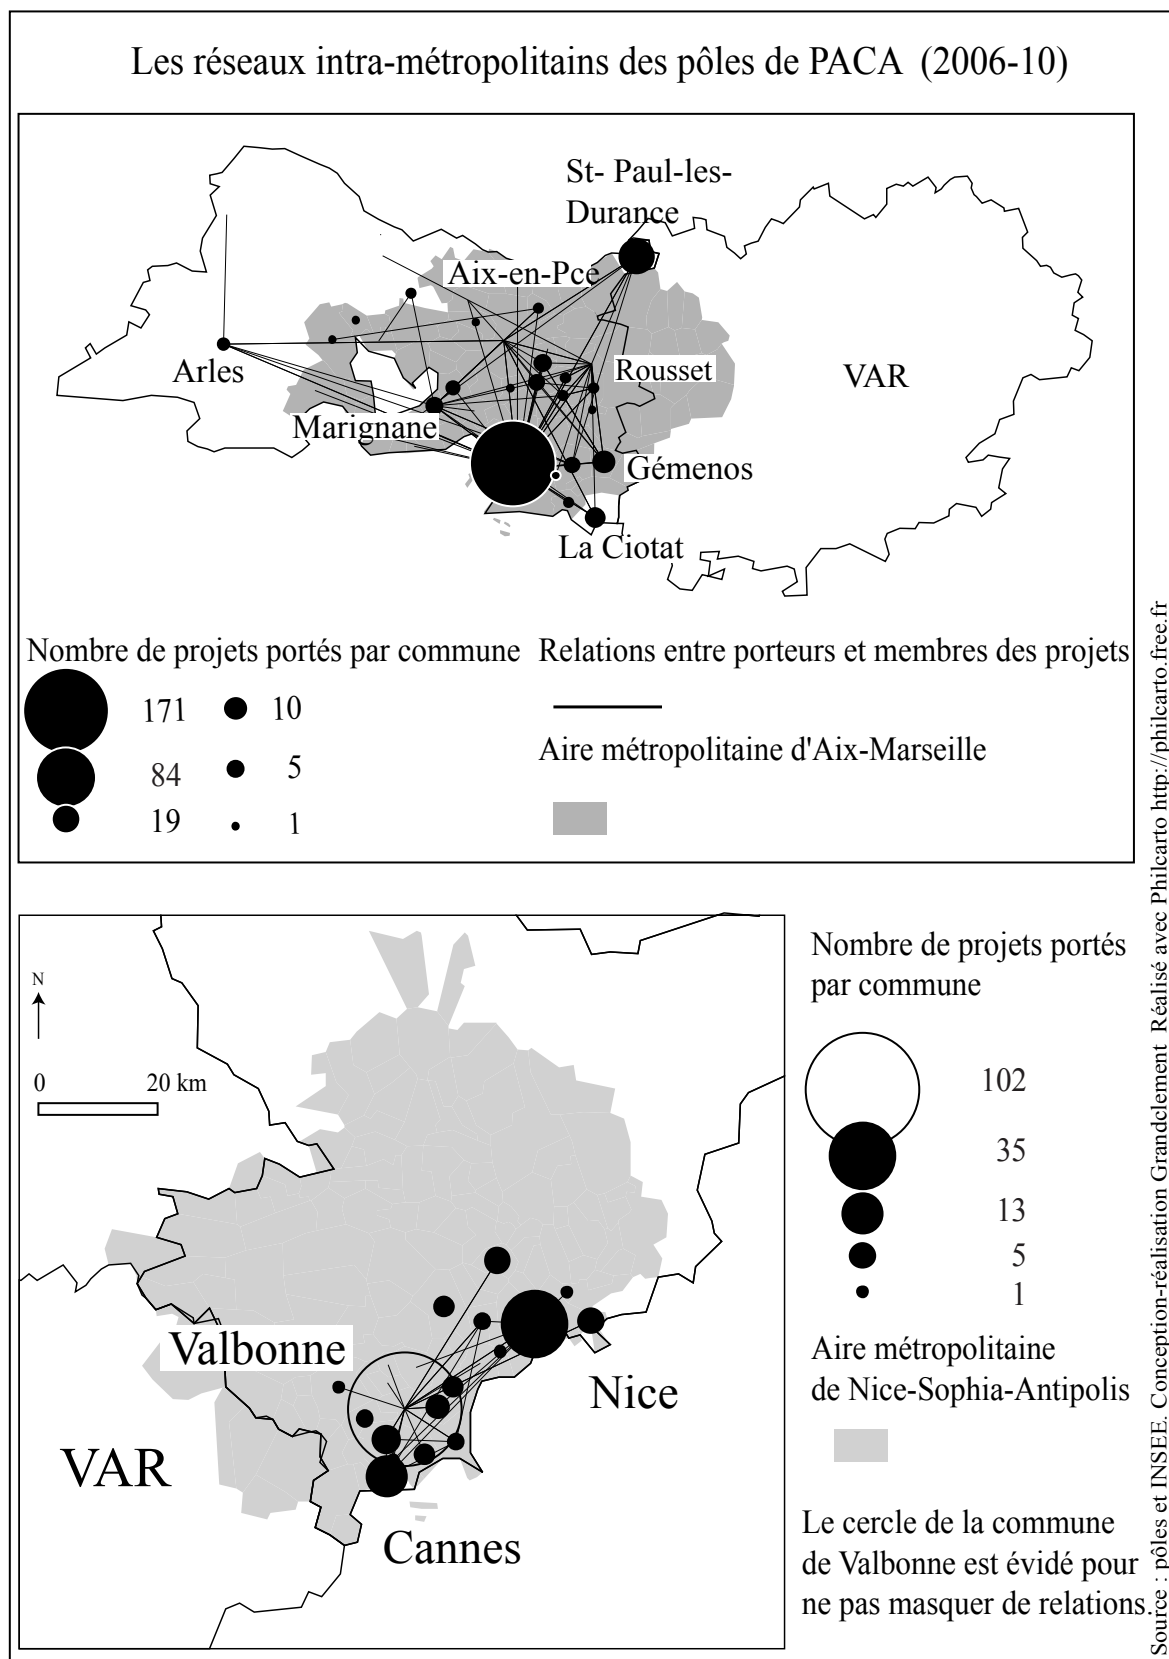 Les réseaux intra-métropolitains des pôles de PACA (2006-10)
St- Paul-les-
Durance
Aix-en-Pce
Arles
Rousset
VAR
Marignane
Gémenos
La Ciotat
Nombre de projets portés par commune
171
84
19
10
5
1
Relations entre porteurs et membres des projets
Aire métropolitaine d'Aix-Marseille
N
0 20 km
Valbonne
Nice
VAR
Cannes
Nombre de projets portés
par commune
102
35
13
5
1
Aire métropolitaine
de Nice-Sophia-Antipolis
Le cercle de la commune
de Valbonne est évidé pour
ne pas masquer de relations.
Source : pôles et INSEE. Conception-réalisation Grandclement Réalisé avec Philcarto http://philcarto.free.fr